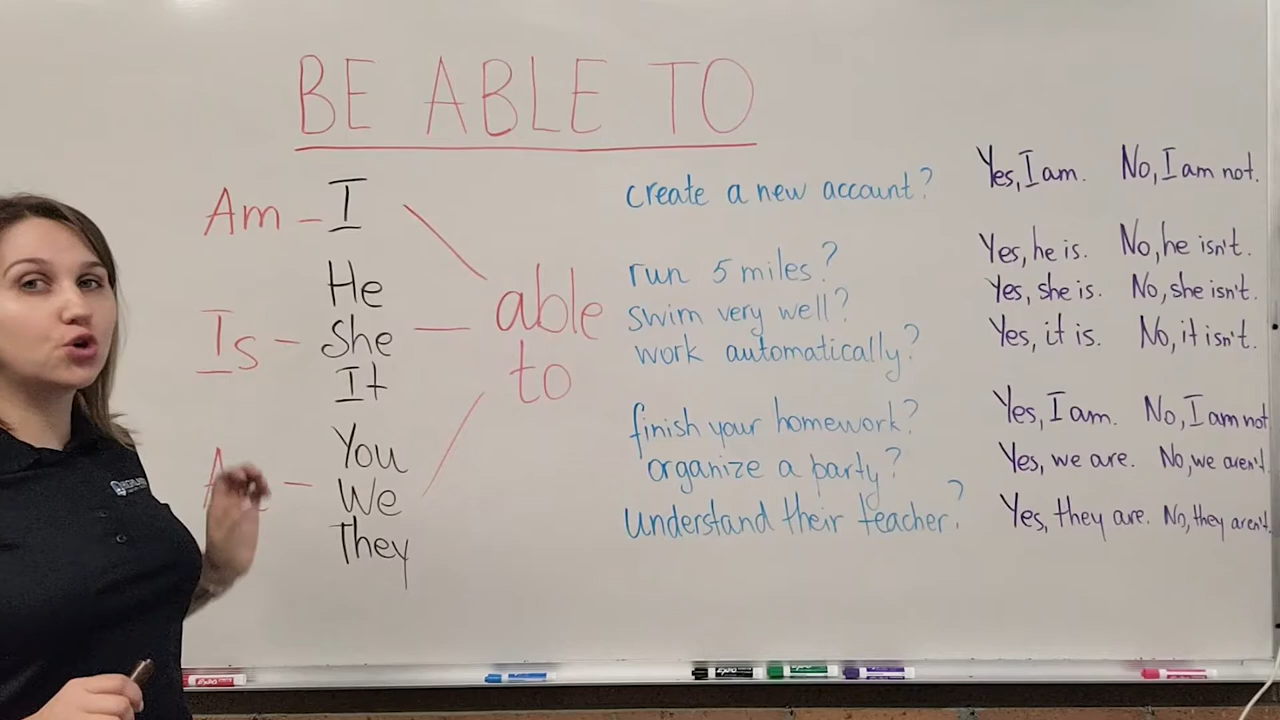 BE ABLE TO
Am - I create a new account? Yes, I am. No, I am not.
He run 5 miles? Yes, he is. No, he isn't.
Is - She able to swim very well? Yes, she is. No, she isn't.
It work automatically? Yes, it is. No, it isn't.
You finish your homework? Yes, I am. No, I am not
We organize a party? Yes, we are. No, we aren't.
They understand their teacher? Yes, they are. No, they aren't.
EXPO
EXPO